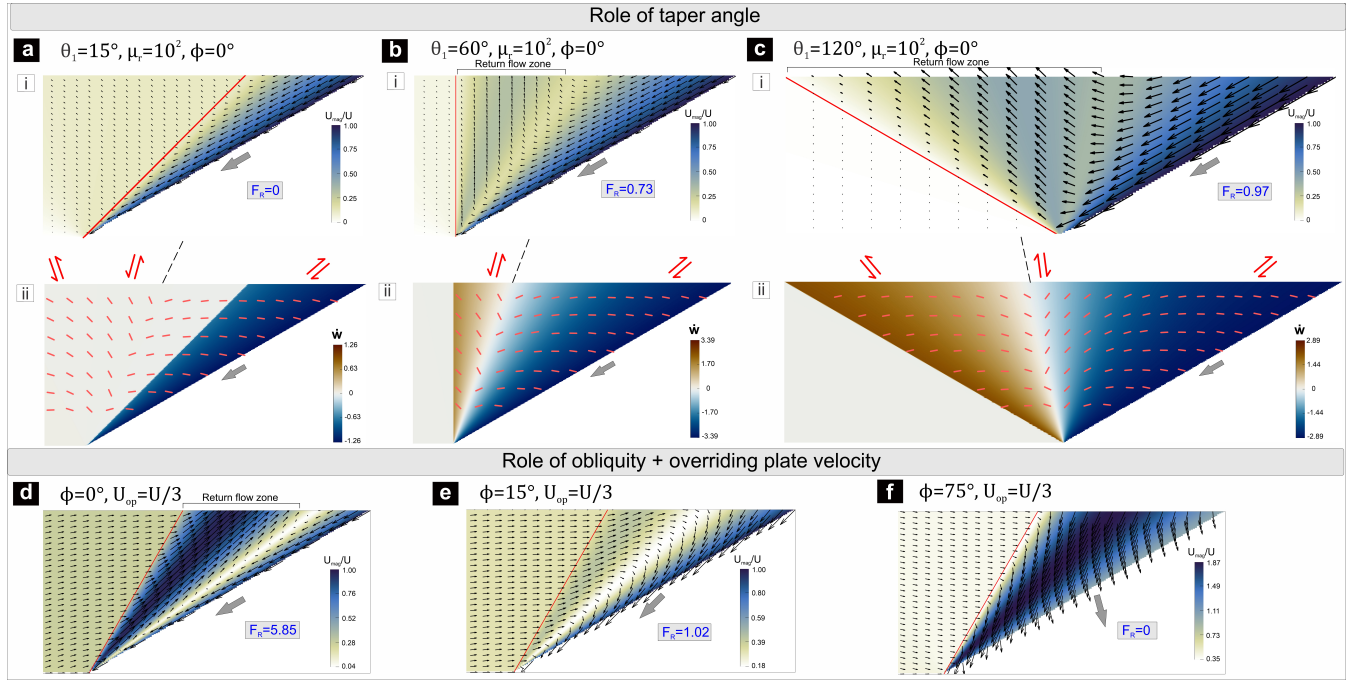 Role of taper angle
a θ₁=15°, μᵣ=10², ϕ=0°
b θ₁=60°, μᵣ=10², ϕ=0°
c θ₁=120°, μᵣ=10², ϕ=0°
i
Uₘₐg/U
1.00
0.75
0.50
0.25
0
F_R=0
i
Return flow zone
Uₘₐg/U
1.00
0.75
0.50
0.25
0
F_R=0.73
i
Return flow zone
Uₘₐg/U
1.00
0.75
0.50
0.25
0
F_R=0.97
ii
ẇ
1.26
0.63
0
-0.63
-1.26
ii
ẇ
3.39
1.70
0
-1.70
-3.39
ii
ẇ
2.89
1.44
0
-1.44
-2.89
Role of obliquity + overriding plate velocity
d ϕ=0°, Uₒₚ=U/3
Return flow zone
Uₘₐg/U
1.00
0.76
0.52
0.28
0.04
F_R=5.85
e ϕ=15°, Uₒₚ=U/3
Uₘₐg/U
1.00
0.80
0.59
0.39
0.18
F_R=1.02
f ϕ=75°, Uₒₚ=U/3
Uₘₐg/U
1.87
1.49
1.11
0.73
0.35
F_R=0